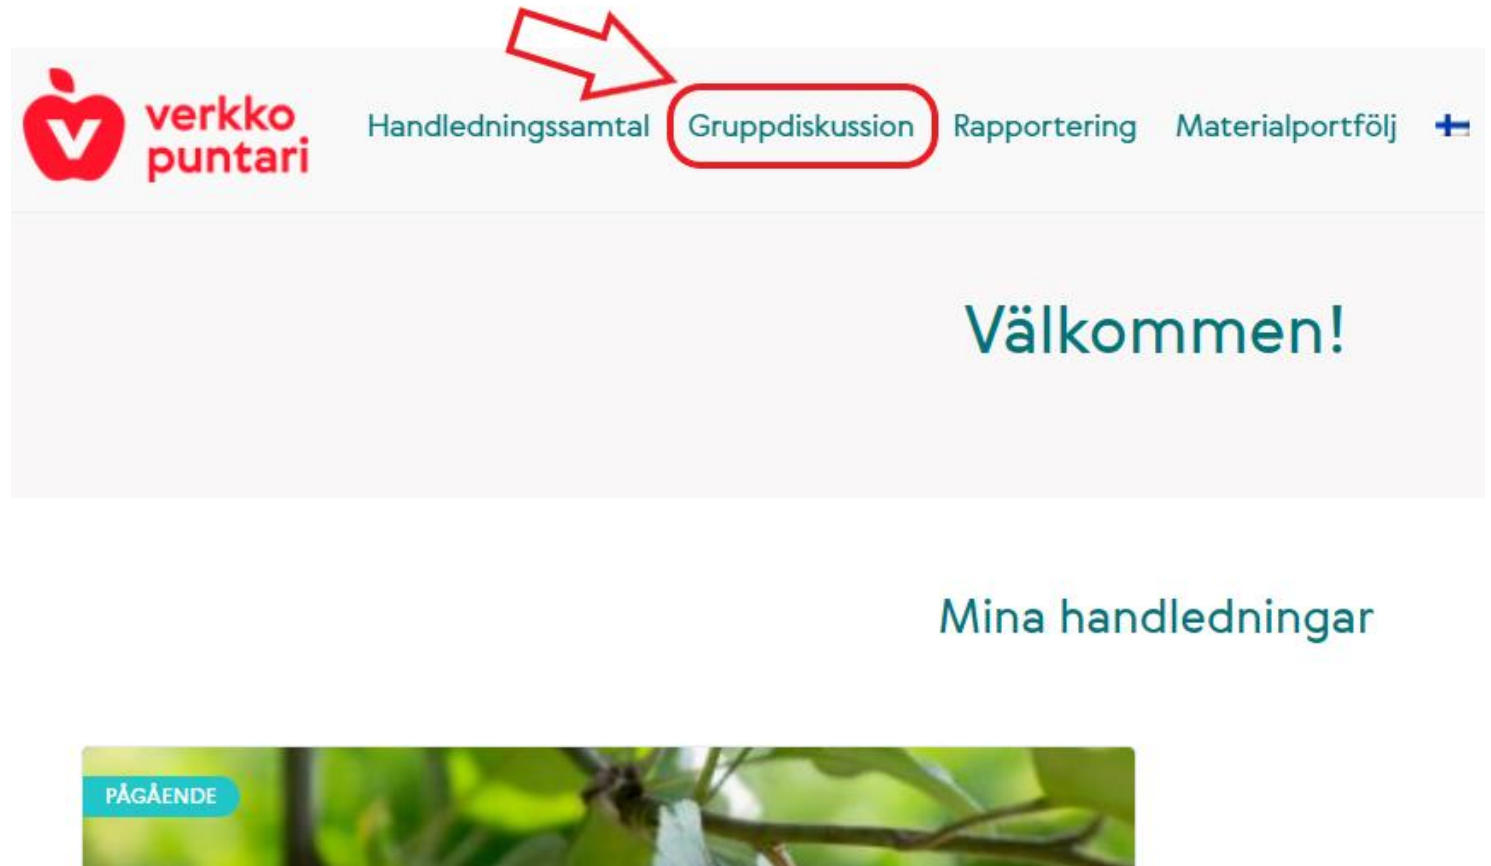 verkko
puntari
Handledningssamtal Gruppdiskussion Rapportering Materialportfölj
Välkommen!
Mina handledningar
PÅGÅENDE